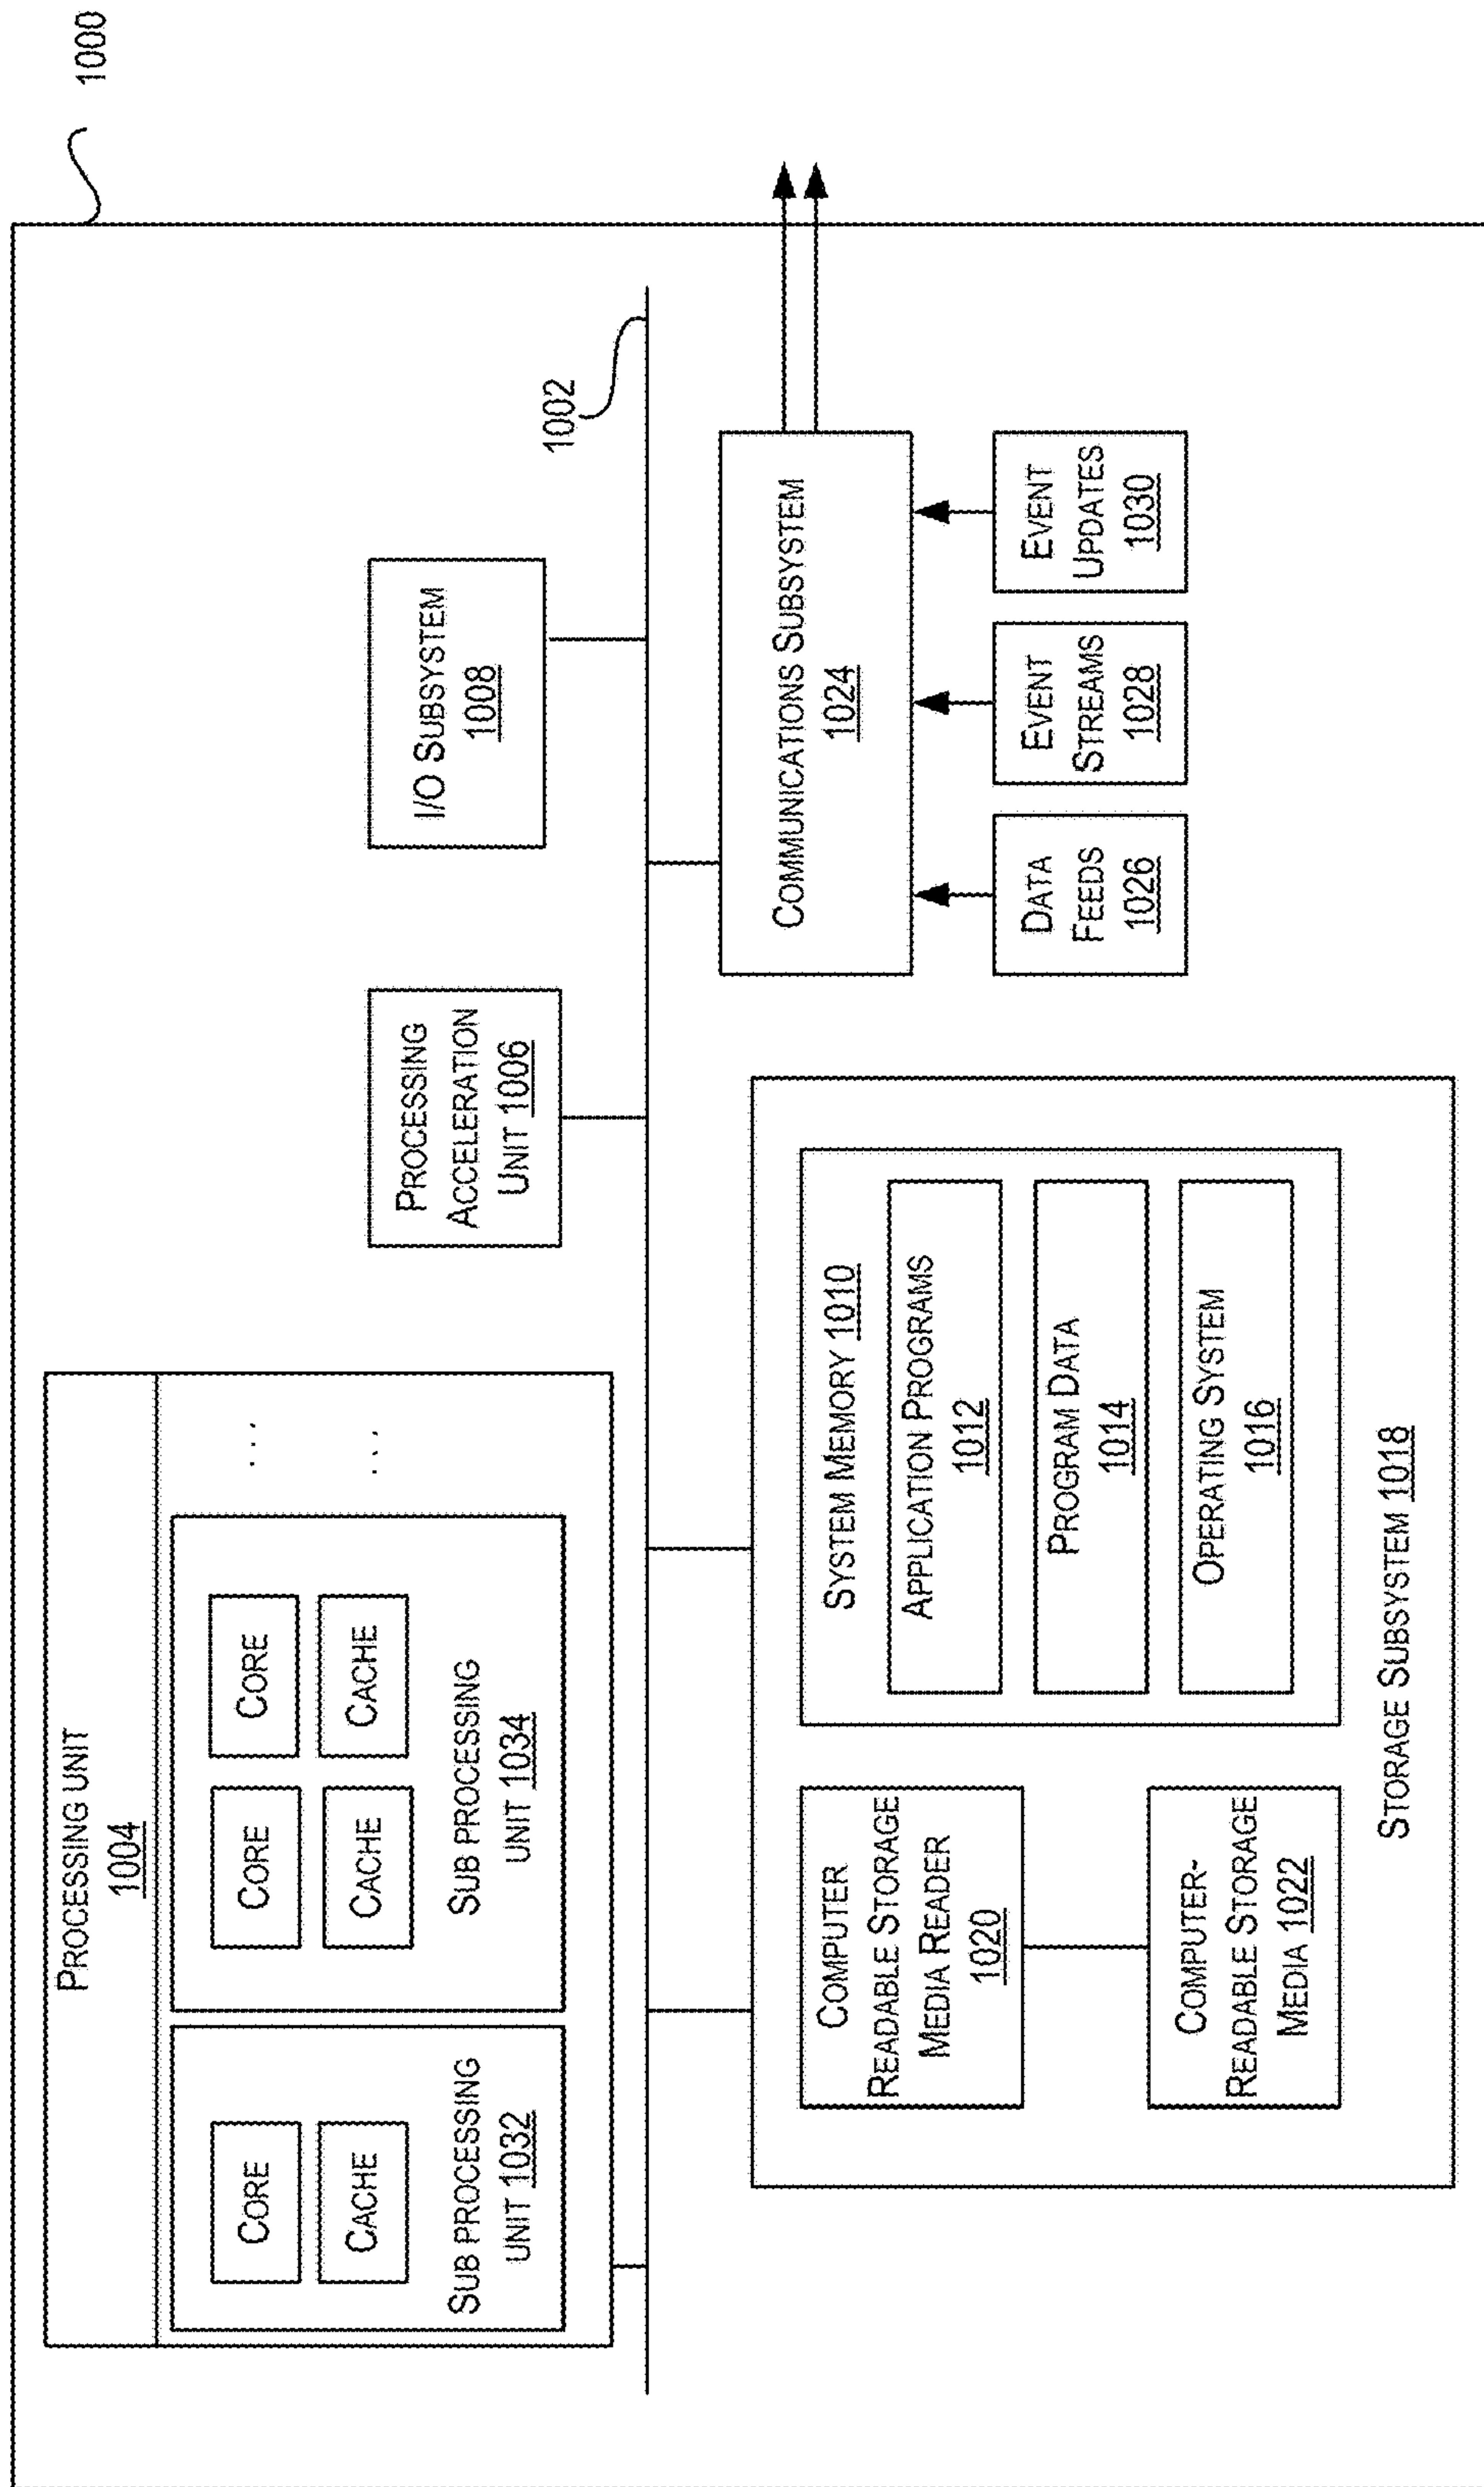 1000
PROCESSING UNIT
1004
CORE
CACHE
SUB PROCESSING
UNIT 1032
CORE
CORE
CACHE
CACHE
SUB PROCESSING
UNIT 1034
...
...
PROCESSING
ACCELERATION
UNIT 1006
I/O SUBSYSTEM
1008
1002
COMPUTER
READABLE STORAGE
MEDIA READER
1020
COMPUTER-
READABLE STORAGE
MEDIA 1022
SYSTEM MEMORY 1010
APPLICATION PROGRAMS
1012
PROGRAM DATA
1014
OPERATING SYSTEM
1016
STORAGE SUBSYSTEM 1018
COMMUNICATIONS SUBSYSTEM
1024
DATA
FEEDS
1026
EVENT
STREAMS
1028
EVENT
UPDATES
1030